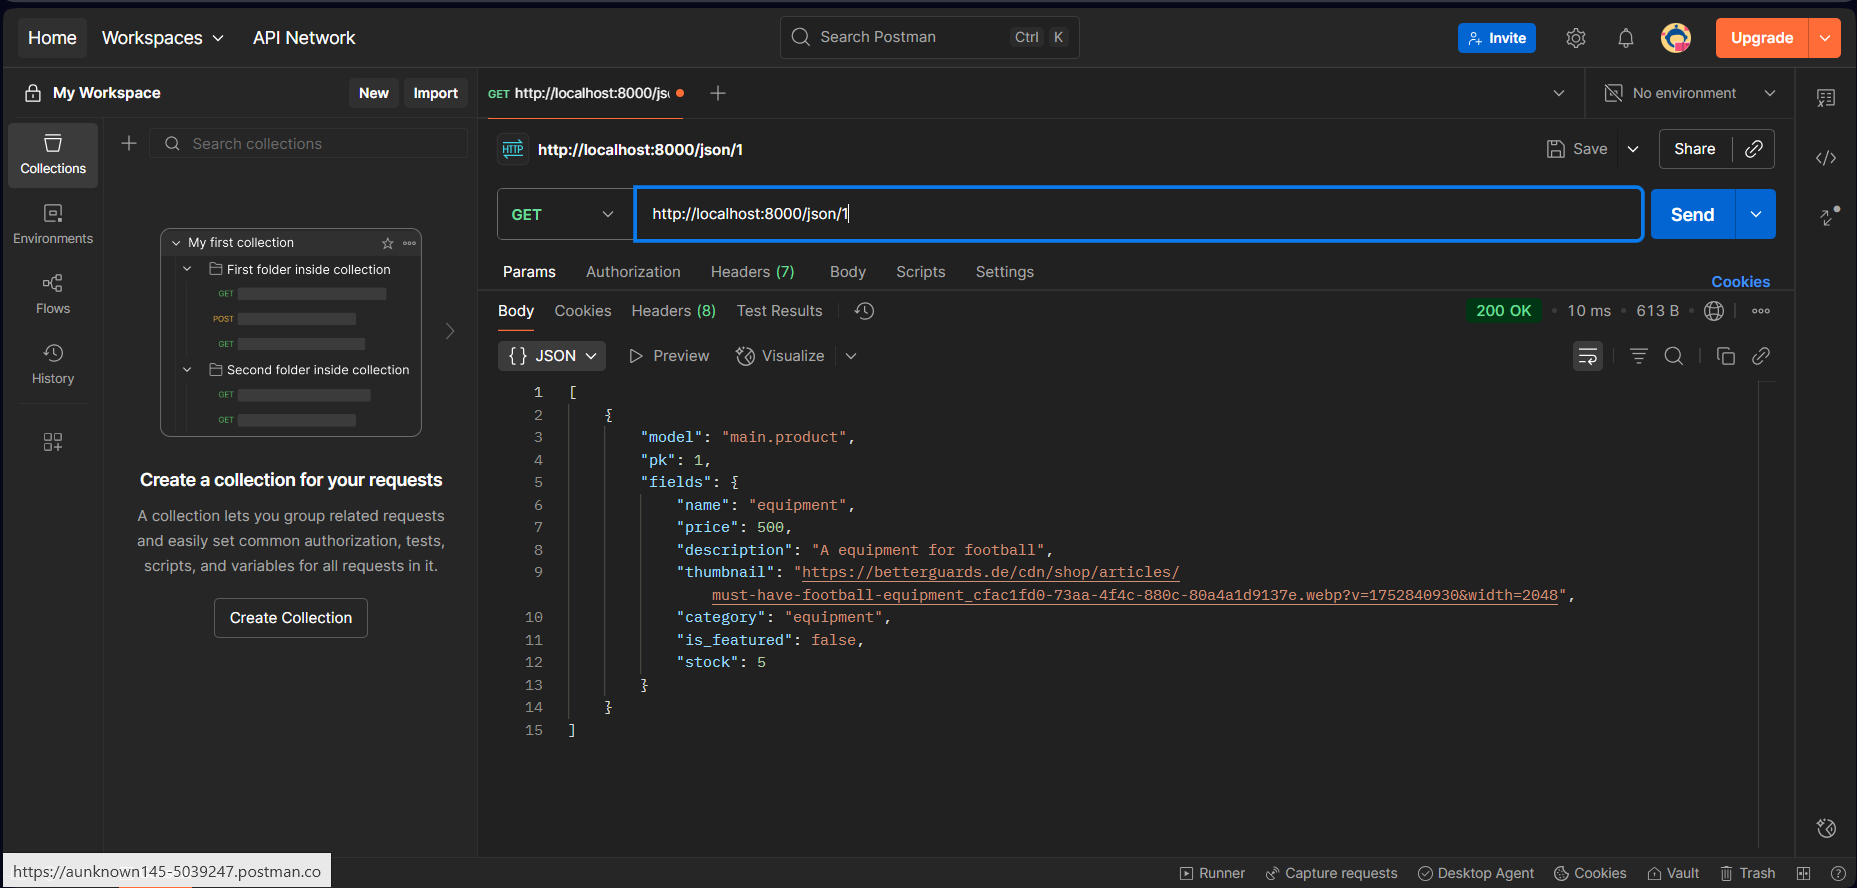 Home Workspaces API Network Search Postman Ctrl K Invite Upgrade
My Workspace New Import GET http://localhost:8000/js No environment
Search collections
Collections
Environments
Flows
History
My first collection
First folder inside collection
GET
POST
GET
Second folder inside collection
GET
GET
Create a collection for your requests
A collection lets you group related requests
and easily set common authorization, tests,
scripts, and variables for all requests in it.
Create Collection
HTTP http://localhost:8000/json/1 Save Share
GET http://localhost:8000/json/1 Send
Params Authorization Headers (7) Body Scripts Settings Cookies
Body Cookies Headers (8) Test Results 200 OK • 10 ms • 613 B •
{} JSON Preview Visualize
1 [
2 {
3 "model": "main.product",
4 "pk": 1,
5 "fields": {
6 "name": "equipment",
7 "price": 500,
8 "description": "A equipment for football",
9 "thumbnail": "https://betterguards.de/cdn/shop/articles/
must-have-football-equipment_cfac1fd0-73aa-4f4c-880c-80a4a1d9137e.webp?v=1752840930&width=2048",
10 "category": "equipment",
11 "is_featured": false,
12 "stock": 5
13 }
14 }
15 ]
https://aunknown145-5039247.postman.co
Runner Capture requests Desktop Agent Cookies Vault Trash